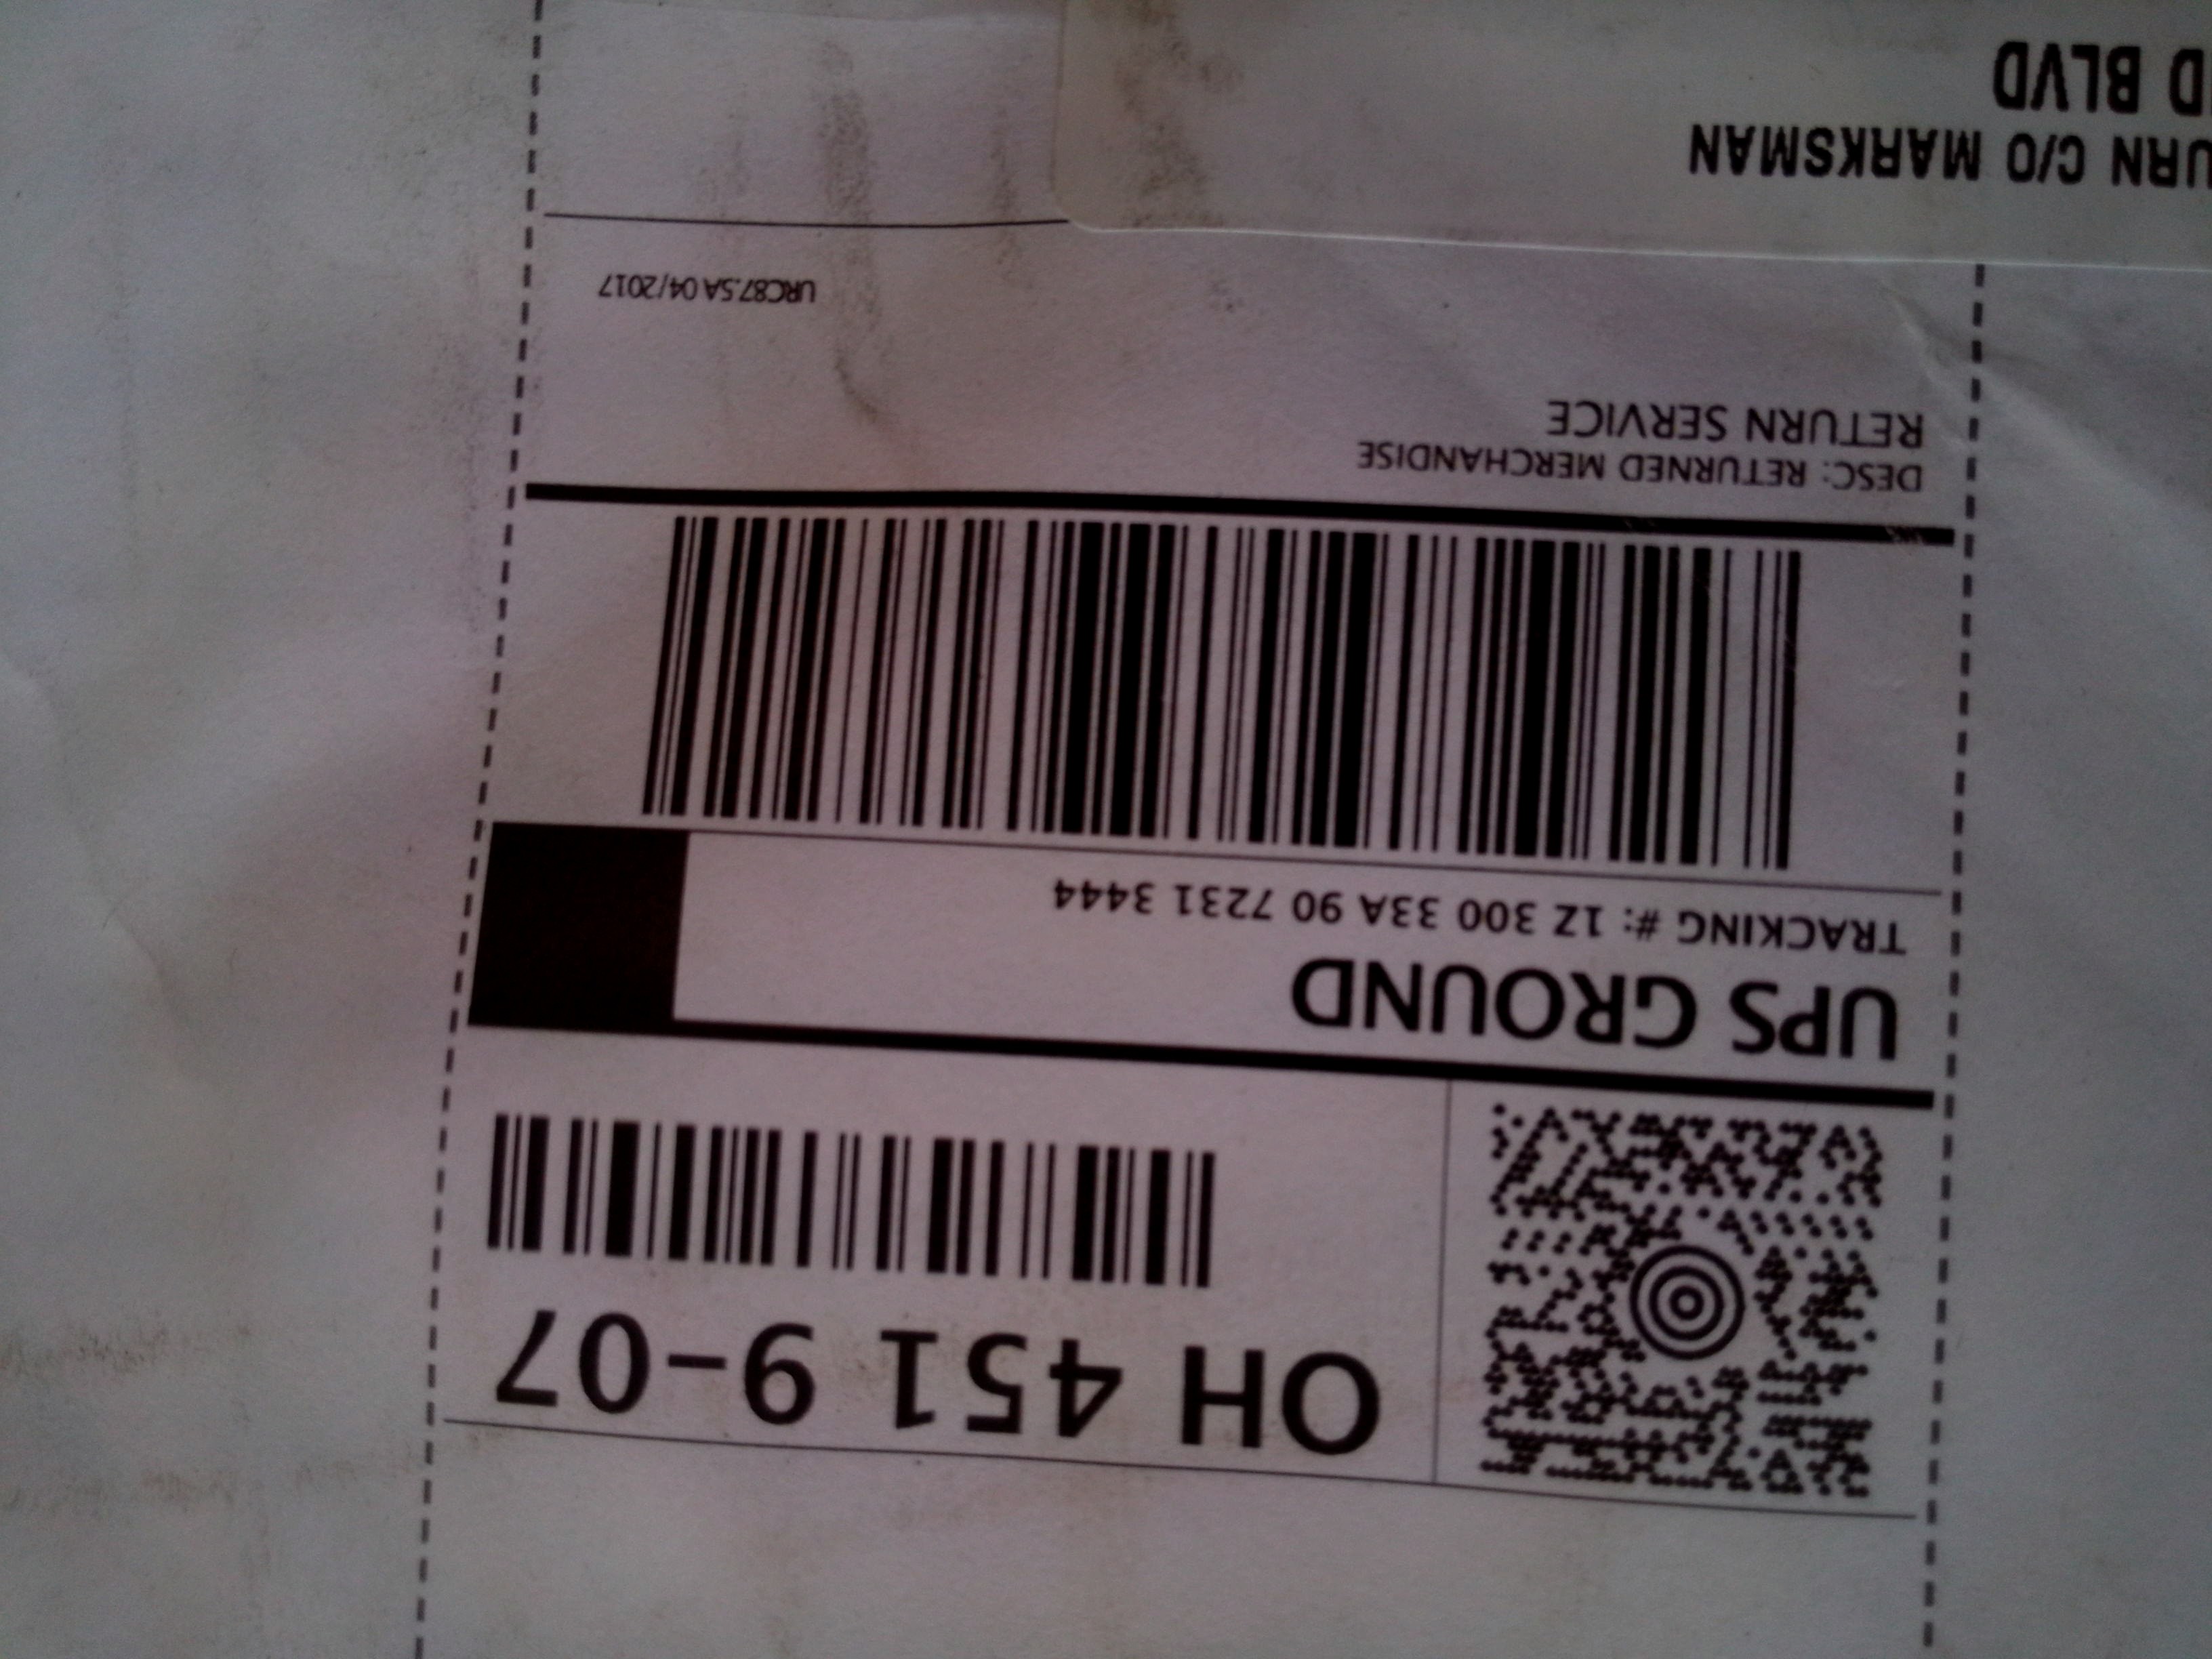 OH 451 9-07
UPS GROUND
TRACKING #: 1Z 300 33A 90 7231 3444
DESC: RETURNED MERCHANDISE
RETURN SERVICE
URC87.5A 04/2017
C/O MARKSMAN
BLVD